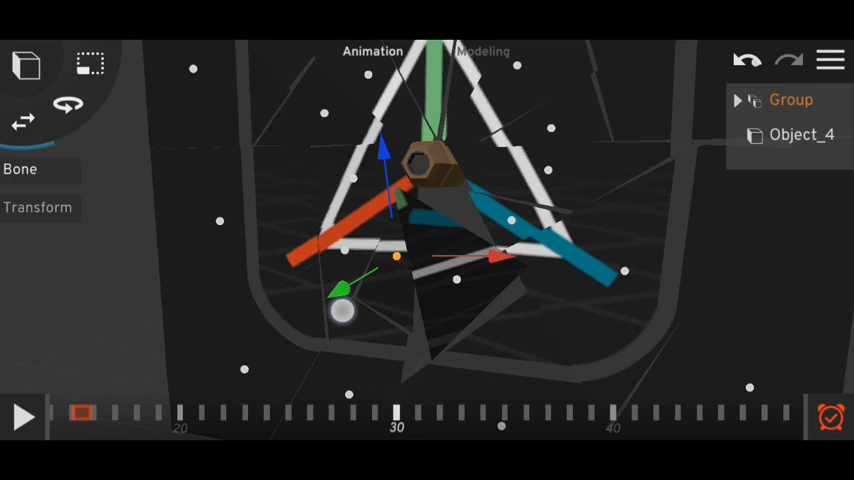 Animation
Modeling
Group
Object_4
Bone
Transform
20
30
40